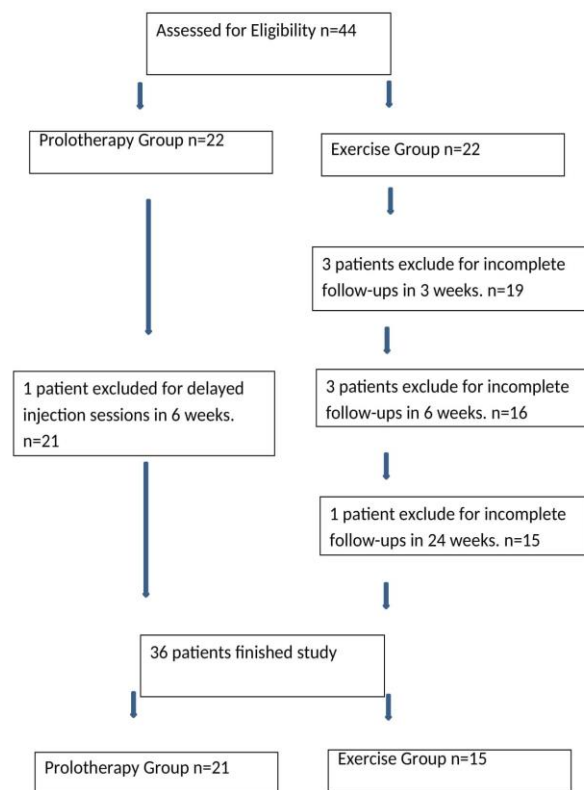 Assessed for Eligibility n=44
Prolotherapy Group n=22
Exercise Group n=22
3 patients exclude for incomplete
follow-ups in 3 weeks. n=19
1 patient excluded for delayed
injection sessions in 6 weeks.
n=21
3 patients exclude for incomplete
follow-ups in 6 weeks. n=16
1 patient exclude for incomplete
follow-ups in 24 weeks. n=15
36 patients finished study
Prolotherapy Group n=21
Exercise Group n=15